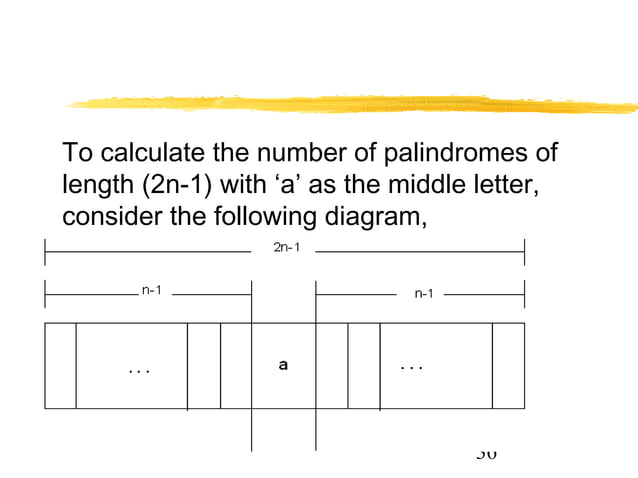 To calculate the number of palindromes of
length (2n-1) with ‘a’ as the middle letter,
consider the following diagram,
2n-1
n-1 n-1
... a ...